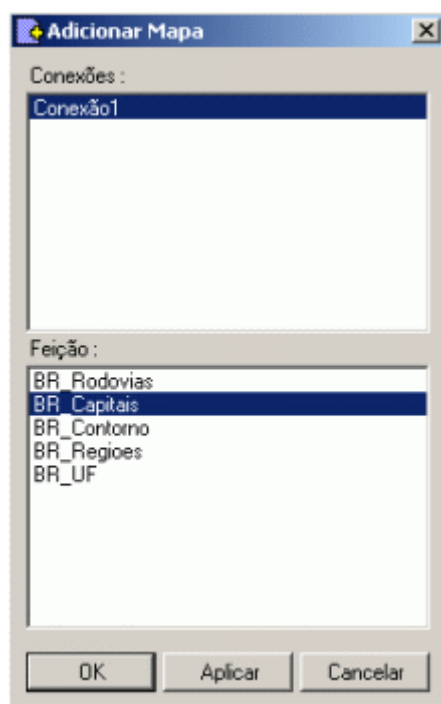 Adicionar Mapa
Conexões :
Conexão1
Feição :
BR_Rodovias
BR_Capitais
BR_Contorno
BR_Regioes
BR_UF
OK Aplicar Cancelar